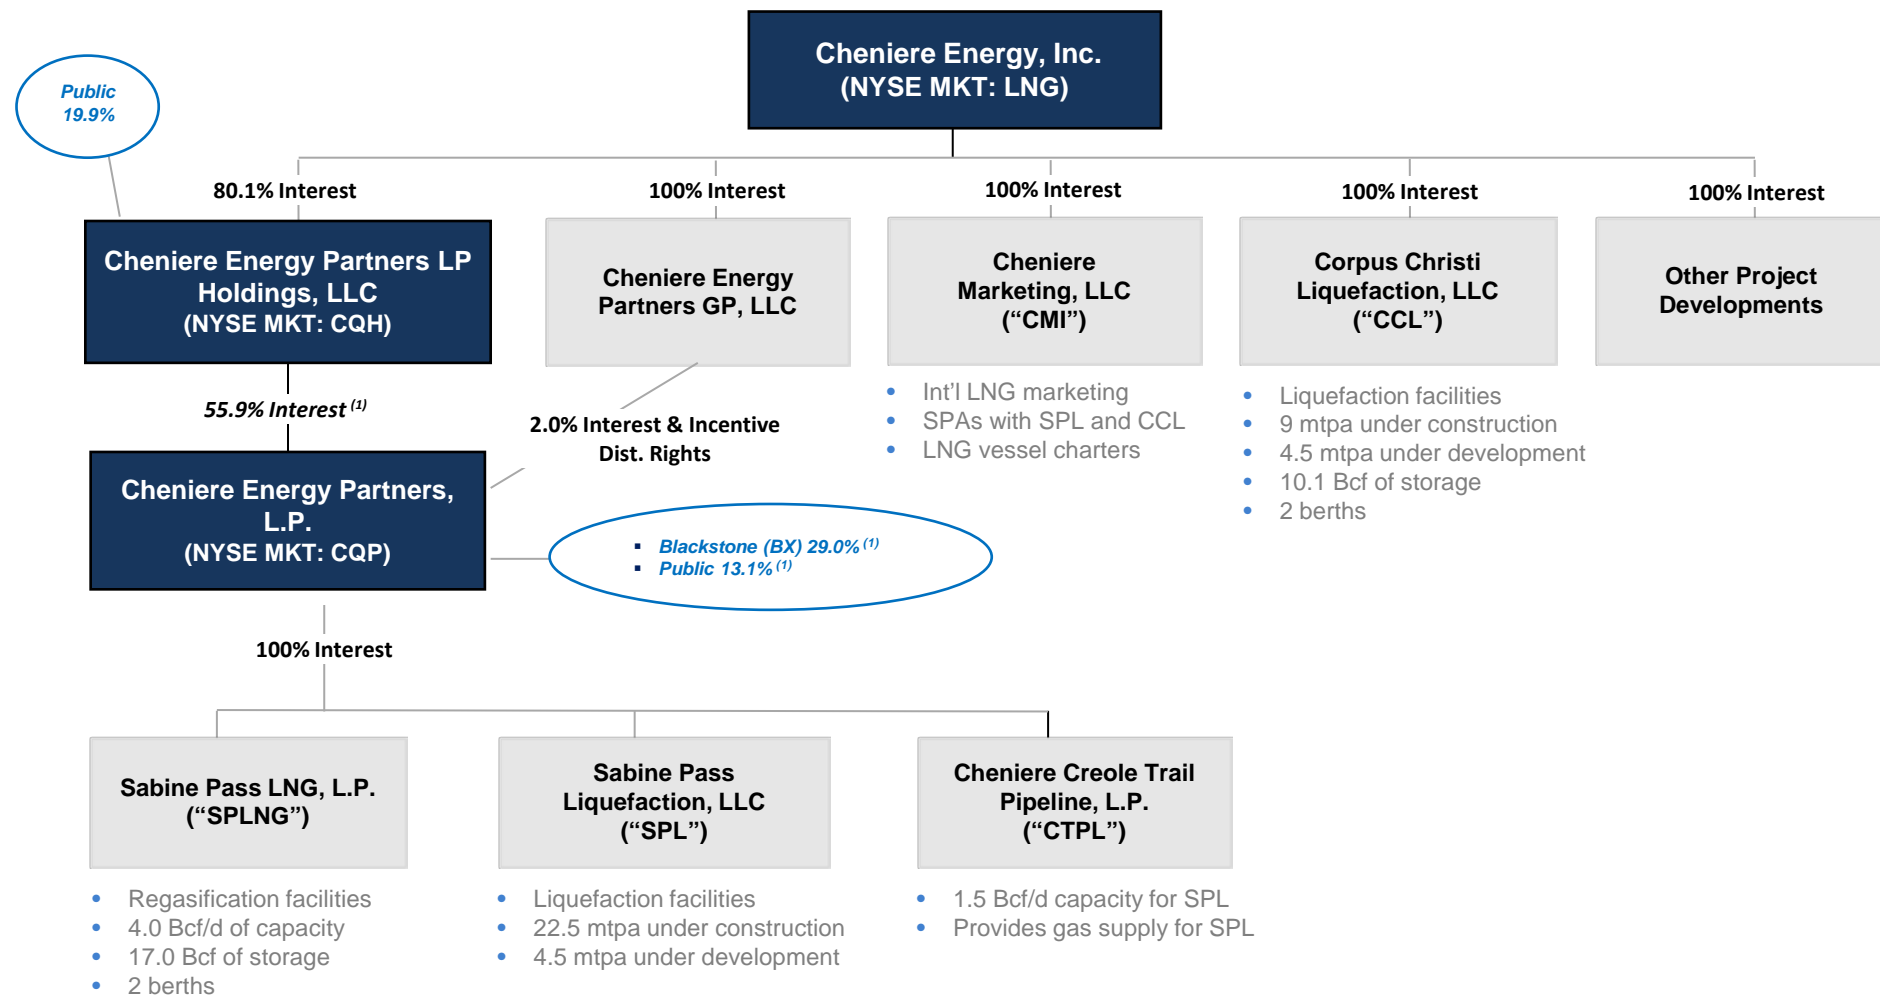 Cheniere Energy, Inc.
(NYSE MKT: LNG)
Public
19.9%
80.1% Interest
100% Interest
100% Interest
100% Interest
100% Interest
Cheniere Energy Partners LP
Holdings, LLC
(NYSE MKT: CQH)
Cheniere Energy
Partners GP, LLC
Cheniere
Marketing, LLC
(“CMI”)
Corpus Christi
Liquefaction, LLC
(“CCL”)
Other Project
Developments
• Int’l LNG marketing
• SPAs with SPL and CCL
• LNG vessel charters
• Liquefaction facilities
• 9 mtpa under construction
• 4.5 mtpa under development
• 10.1 Bcf of storage
• 2 berths
55.9% Interest (1)
2.0% Interest & Incentive
Dist. Rights
Cheniere Energy Partners,
L.P.
(NYSE MKT: CQP)
▪ Blackstone (BX) 29.0% (1)
▪ Public 13.1% (1)
100% Interest
Sabine Pass LNG, L.P.
(“SPLNG”)
Sabine Pass
Liquefaction, LLC
(“SPL”)
Cheniere Creole Trail
Pipeline, L.P.
(“CTPL”)
• Regasification facilities
• 4.0 Bcf/d of capacity
• 17.0 Bcf of storage
• 2 berths
• Liquefaction facilities
• 22.5 mtpa under construction
• 4.5 mtpa under development
• 1.5 Bcf/d capacity for SPL
• Provides gas supply for SPL